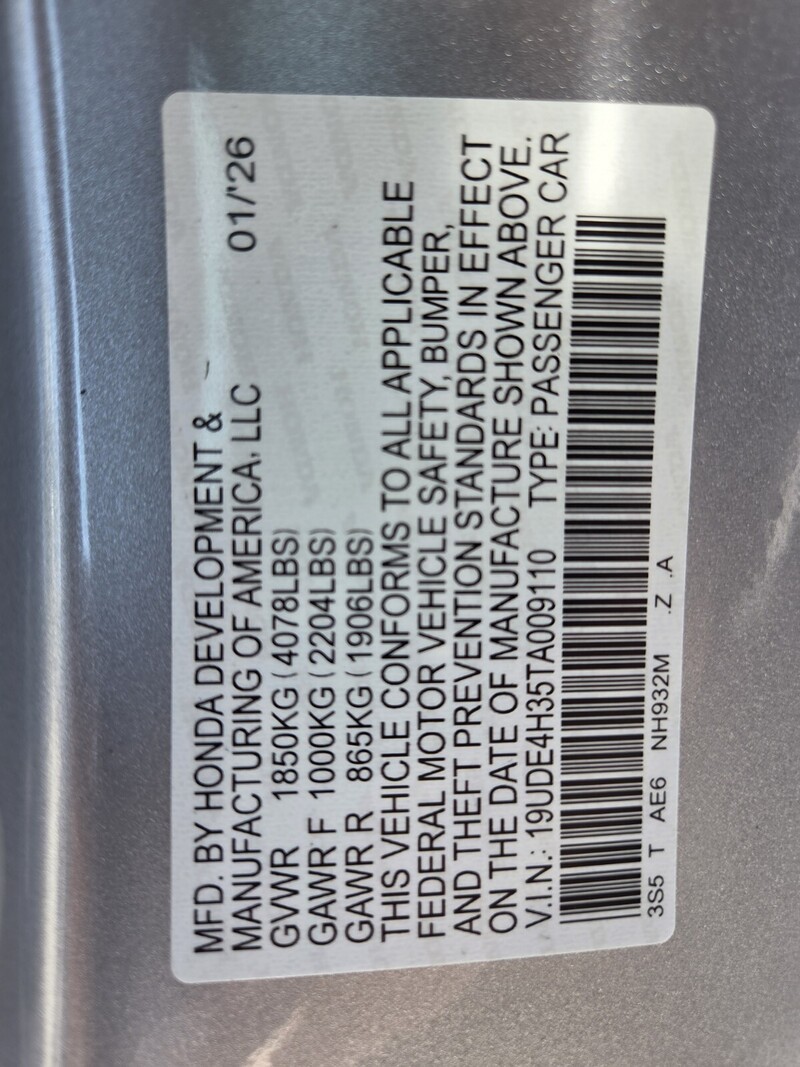 MFD. BY HONDA DEVELOPMENT &
MANUFACTURING OF AMERICA, LLC 01/'26
GVWR 1850KG (4078LBS)
GAWR F 1000KG (2204LBS)
GAWR R 865KG (1906LBS)
THIS VEHICLE CONFORMS TO ALL APPLICABLE
FEDERAL MOTOR VEHICLE SAFETY, BUMPER,
AND THEFT PREVENTION STANDARDS IN EFFECT
ON THE DATE OF MANUFACTURE SHOWN ABOVE.
V.I.N.: 19UDE4H35TA009110 TYPE: PASSENGER CAR
3S5 T AE6 NH932M .Z .A